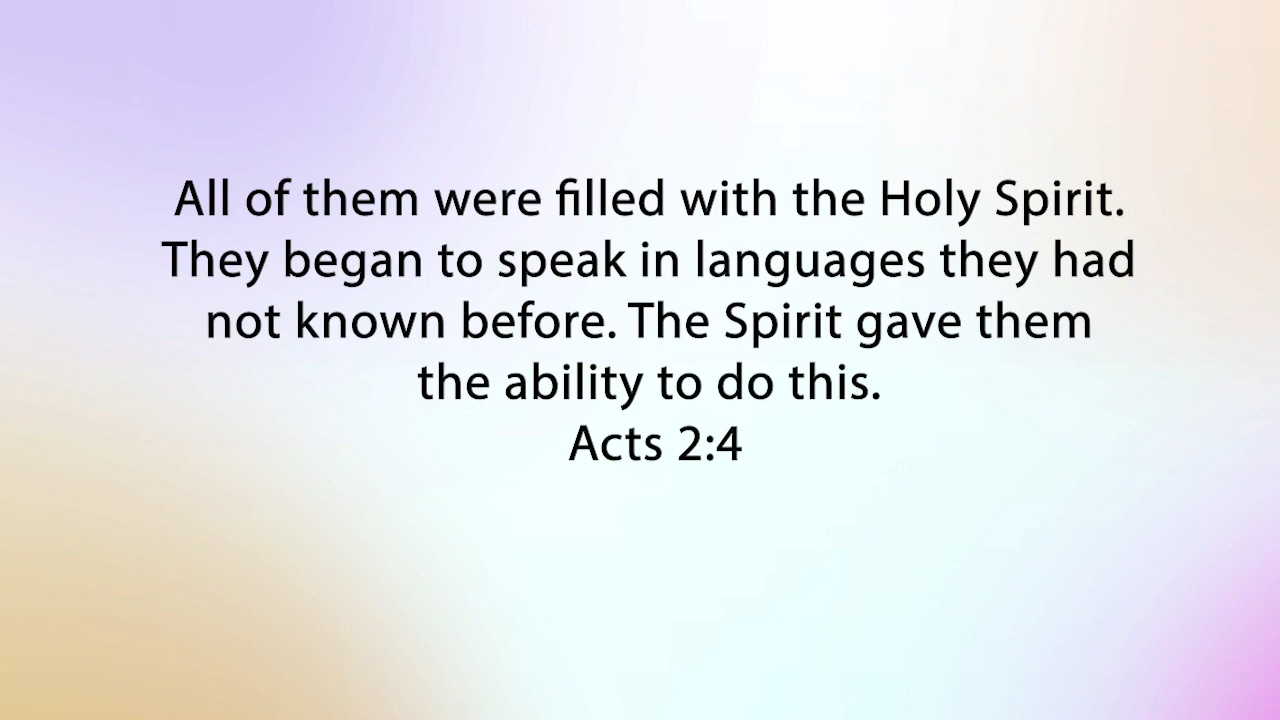 All of them were filled with the Holy Spirit.
They began to speak in languages they had
not known before. The Spirit gave them
the ability to do this.
Acts 2:4